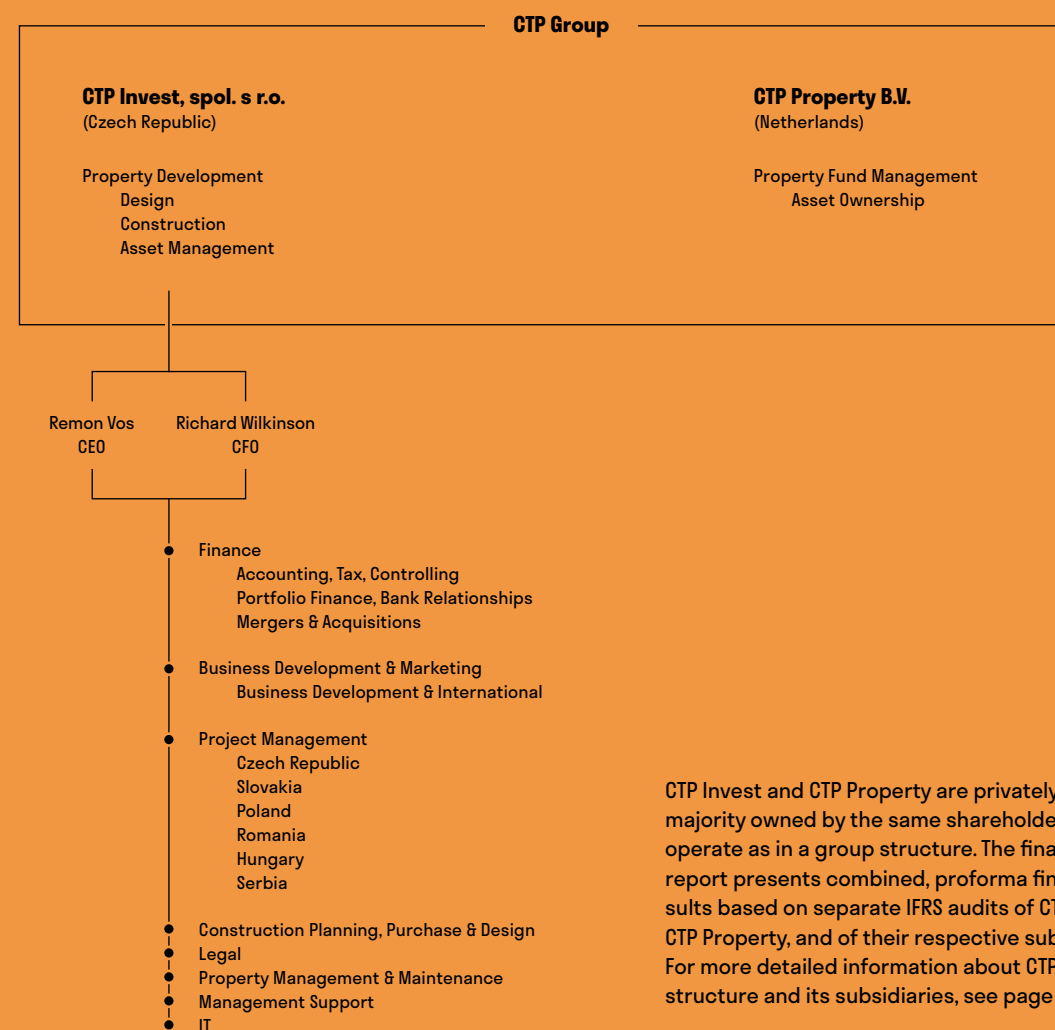 CTP Group
CTP Invest, spol. s r.o.
(Czech Republic)
Property Development
Design
Construction
Asset Management
CTP Property B.V.
(Netherlands)
Property Fund Management
Asset Ownership
Remon Vos
CEO
Richard Wilkinson
CFO
Finance
Accounting, Tax, Controlling
Portfolio Finance, Bank Relationships
Mergers & Acquisitions
Business Development & Marketing
Business Development & International
Project Management
Czech Republic
Slovakia
Poland
Romania
Hungary
Serbia
Construction Planning, Purchase & Design
Legal
Property Management & Maintenance
Management Support
IT
CTP Invest and CTP Property are privately
majority owned by the same
operate as in a group structure. The
report presents combined, proforma
sults based on separate IFRS audits of
CTP Property, and of their respective
For more detailed information about CTP
structure and its subsidiaries, see page